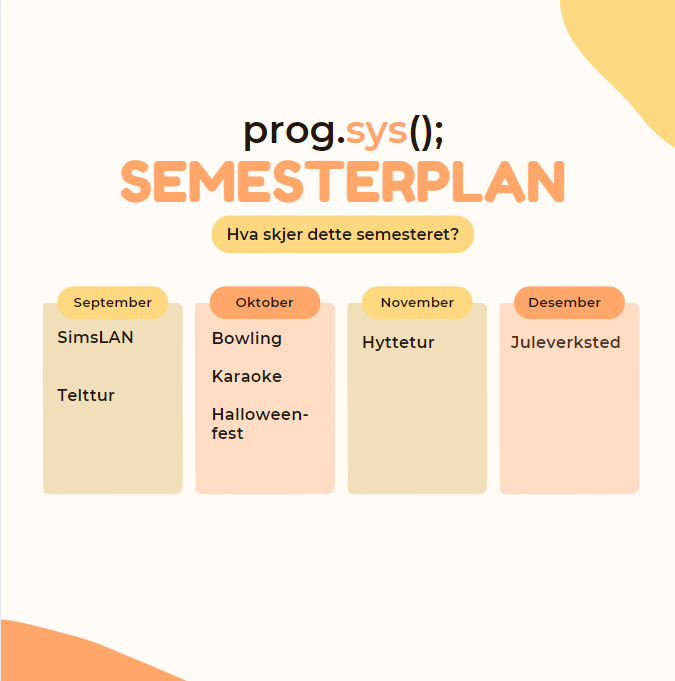 prog.sys();
SEMESTERPLAN
Hva skjer dette semesteret?
September
SimsLAN
Telttur
Oktober
Bowling
Karaoke
Halloween-
fest
November
Hyttetur
Desember
Juleverksted